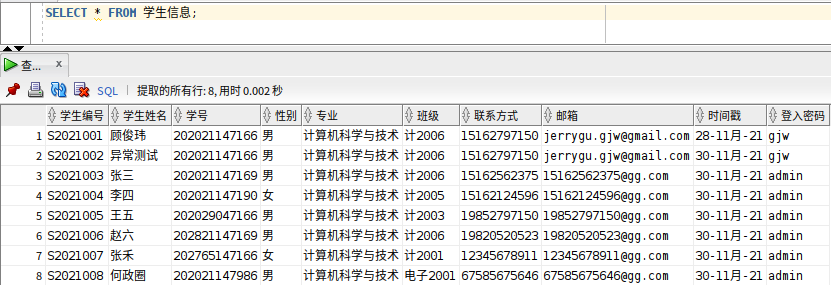 SELECT * FROM 学生信息;
查... x
SQL | 提取的所有行: 8, 用时 0.002 秒
学生编号 学生姓名 学号 性别 专业 班级 联系方式 邮箱 时间戳 登入密码
1 S2021001 顾俊玮 202021147166 男 计算机科学与技术 计2006 15162797150 jerrygu.gjw@gmail.com 28-11月-21 gjw
2 S2021002 异常测试 202021147166 男 计算机科学与技术 计2006 15162797150 jerrygu.gjw@gmail.com 30-11月-21 gjw
3 S2021003 张三 202021147169 男 计算机科学与技术 计2006 15162562375 15162562375@gg.com 30-11月-21 admin
4 S2021004 李四 202021147190 女 计算机科学与技术 计2005 15162124596 15162124596@gg.com 30-11月-21 admin
5 S2021005 王五 202029047166 男 计算机科学与技术 计2003 19852797150 19852797150@gg.com 30-11月-21 admin
6 S2021006 赵六 202821147169 男 计算机科学与技术 计2006 19820520523 19820520523@gg.com 30-11月-21 admin
7 S2021007 张禾 202765147166 女 计算机科学与技术 计2001 12345678911 12345678911@gg.com 30-11月-21 admin
8 S2021008 何政圈 202021147986 男 计算机科学与技术 电子2001 67585675646 67585675646@gg.com 30-11月-21 admin